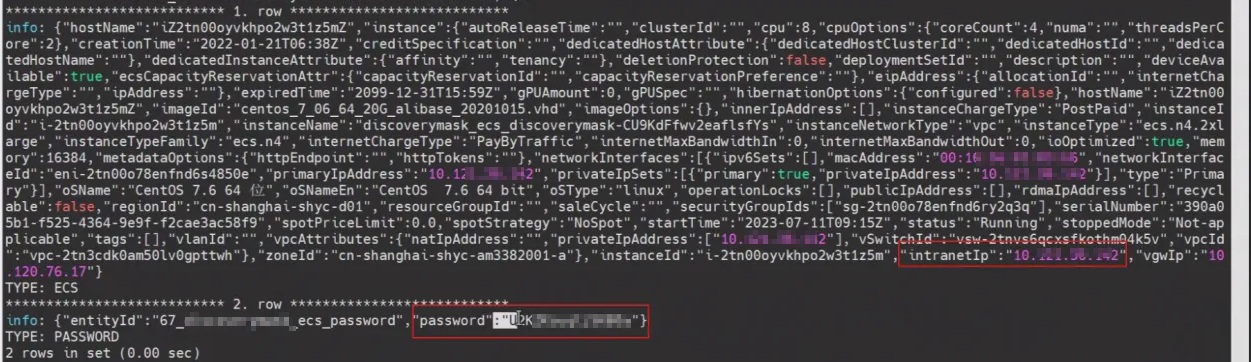 *************************** 1. row ***************************
info: {"hostName":"iZ2tn00oyvkhpo2w3t1z5mZ","instance":{"autoReleaseTime":"","clusterId":"","cpu":8,"cpuOptions":{"coreCount":4,"numa":"","threadsPerC
ore":2},"creationTime":"2022-01-21T06:38Z","creditSpecification":"","dedicatedHostAttribute":{"dedicatedHostClusterId":"","dedicatedHostId":"","dedica
tedHostName":""},"dedicatedInstanceAttribute":{"affinity":"","tenancy":""},"deletionProtection":false,"deploymentSetId":"","description":"","deviceAva
ilable":true,"ecsCapacityReservationAttr":{"capacityReservationId":"","capacityReservationPreference":""},"eipAddress":{"allocationId":"","internetCha
rgeType":"","ipAddress":""},"expiredTime":"2099-12-31T15:59Z","gPUAmount":0,"gPUSpec":"","hibernationOptions":{"configured":false},"hostName":"iZ2tn00
oyvkhpo2w3t1z5mZ","imageId":"centos_7_06_64_20G_alibase_20201015.vhd","imageOptions":{},"innerIpAddress":[],"instanceChargeType":"PostPaid","instanceI
d":"i-2tn00oyvkhpo2w3t1z5m","instanceName":"discoverymask_ecs_discoverymask-CU9KdFfwv2eaflsfYs","instanceNetworkType":"vpc","instanceType":"ecs.n4.2xl
arge","instanceTypeFamily":"ecs.n4","internetChargeType":"PayByTraffic","internetMaxBandwidthIn":0,"internetMaxBandwidthOut":0,"ioOptimized":true,"mem
ory":16384,"metadataOptions":{"httpEndpoint":"","httpTokens":""},"networkInterfaces":[{"ipv6Sets":[],"macAddress":"00:16 ","networkInterfac
eId":"eni-2tn00o78enfnd6s4850e","primaryIpAddress":"10.12 42","privateIpSets":[{"primary":true,"privateIpAddress":"10. 2"}],"type":"Prima
ry"}],"oSName":"CentOS 7.6 64 位","oSNameEn":"CentOS 7.6 64 bit","oSType":"linux","operationLocks":[],"publicIpAddress":[],"rdmaIpAddress":[],"recycl
able":false,"regionId":"cn-shanghai-shyc-d01","resourceGroupId":"","saleCycle":"","securityGroupIds":["sg-2tn00o78enfnd6ry2q3q"],"serialNumber":"390a0
5b1-f525-4364-9e9f-f2cae3ac58f9","spotPriceLimit":0.0,"spotStrategy":"NoSpot","startTime":"2023-07-11T09:15Z","status":"Running","stoppedMode":"Not-ap
plicable","tags":[],"vlanId":"","vpcAttributes":{"natIpAddress":"","privateIpAddress":["10. 2"],"vSwitchId":"vsw-2tnvs6qcxsfkothm04k5v","vpcId
":"vpc-2tn3cdk0am50lv0gpttwh"},"zoneId":"cn-shanghai-shyc-am3382001-a"},"instanceId":"i-2tn00oyvkhpo2w3t1z5m","intranetIp":"10. 42","vgwIp":"10
.120.76.17"}
TYPE: ECS
*************************** 2. row ***************************
info: {"entityId":"67_ _ecs_password","password":"U2K "}
TYPE: PASSWORD
2 rows in set (0.00 sec)